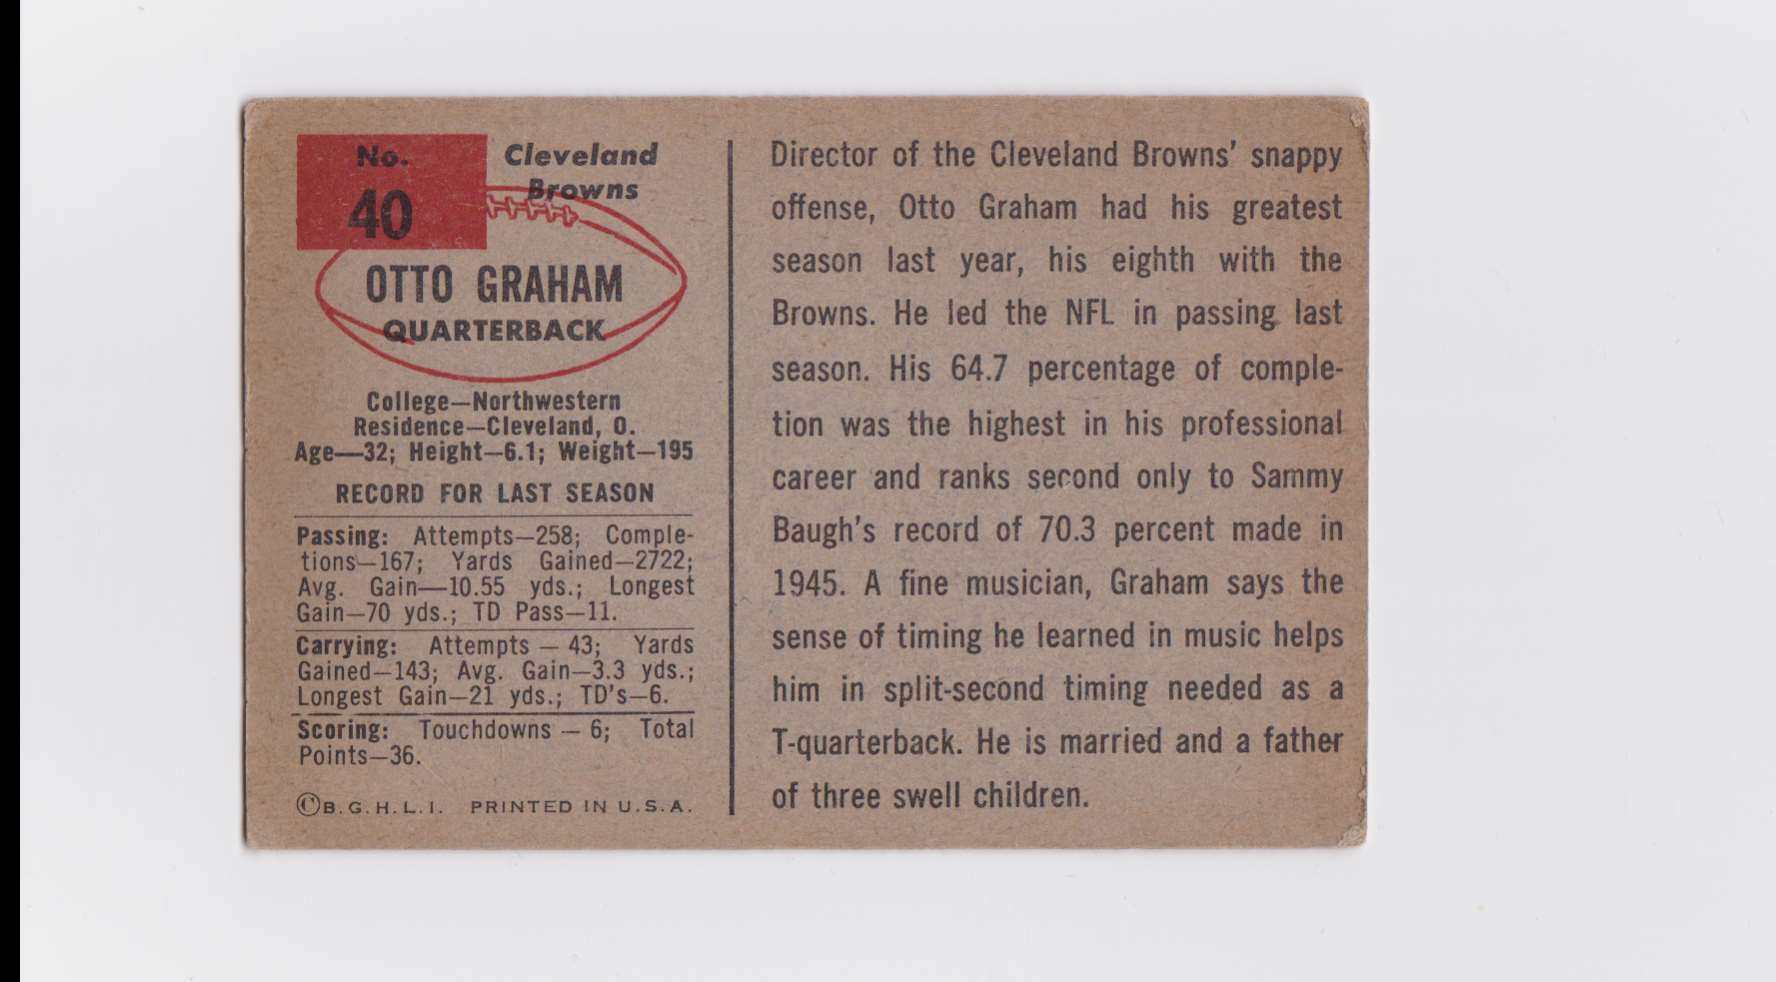 No.
40
Cleveland
Browns
OTTO GRAHAM
QUARTERBACK
College—Northwestern
Residence—Cleveland, O.
Age—32; Height—6.1; Weight—195
RECORD FOR LAST SEASON
Passing: Attempts—258; Comple-
tions—167; Yards Gained—2722;
Avg. Gain—10.55 yds.; Longest
Gain—70 yds.; TD Pass—11.
Carrying: Attempts — 43; Yards
Gained—143; Avg. Gain—3.3 yds.;
Longest Gain—21 yds.; TD's—6.
Scoring: Touchdowns — 6; Total
Points—36.
©B.G.H.L.I. PRINTED IN U.S.A.
Director of the Cleveland Browns' snappy
offense, Otto Graham had his greatest
season last year, his eighth with the
Browns. He led the NFL in passing last
season. His 64.7 percentage of comple-
tion was the highest in his professional
career and ranks second only to Sammy
Baugh's record of 70.3 percent made in
1945. A fine musician, Graham says the
sense of timing he learned in music helps
him in split-second timing needed as a
T-quarterback. He is married and a father
of three swell children.